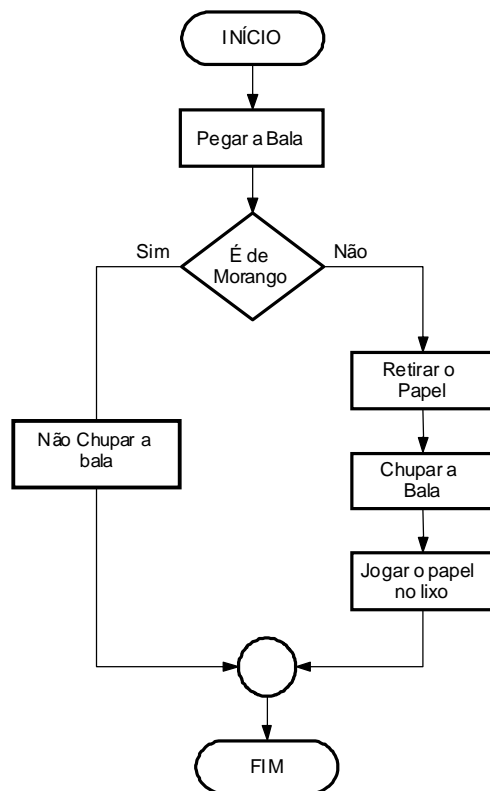 INÍCIO
Pegar a Bala
Sim
É de
Morango
Não
Não Chupar a
bala
Retirar o
Papel
Chupar a
Bala
Jogar o papel
no lixo
FIM